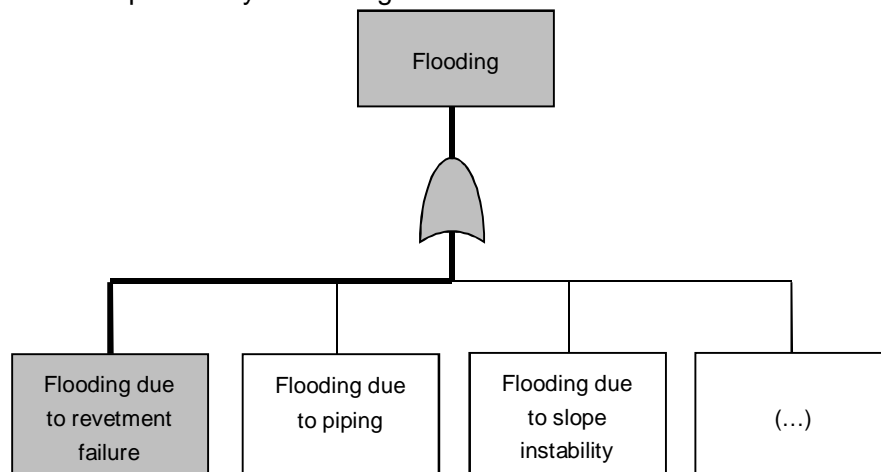 Flooding
Flooding due
to revetment
failure
Flooding due
to piping
Flooding due
to slope
instability
(…)